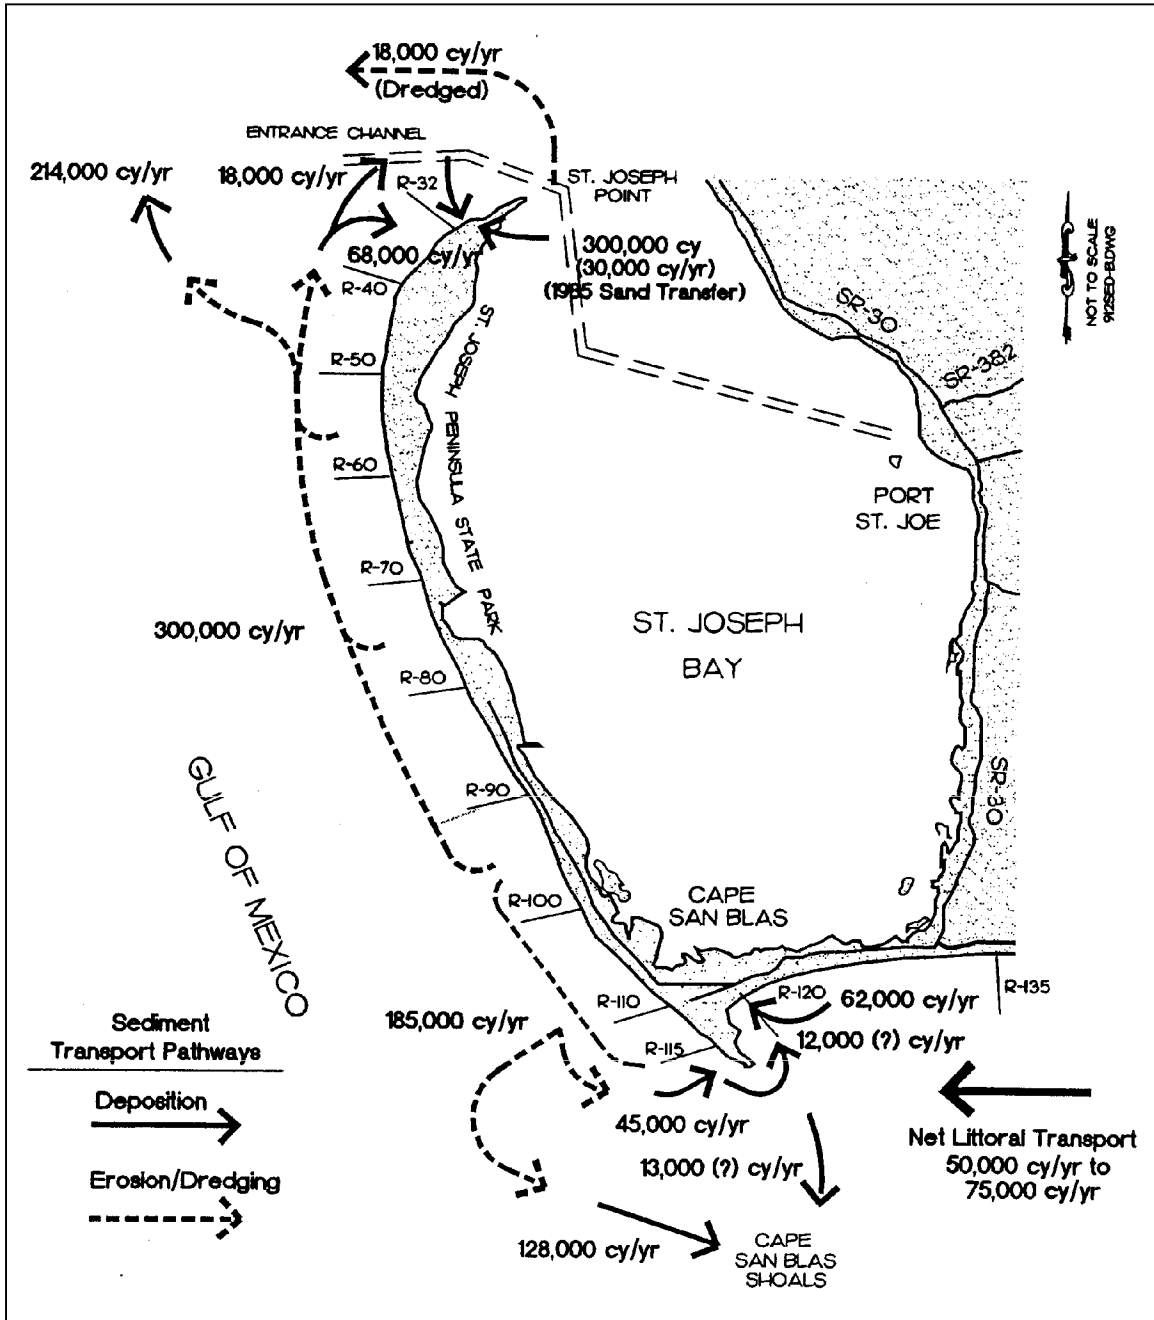 18,000 cy/yr
(Dredged)
ENTRANCE CHANNEL
214,000 cy/yr
18,000 cy/yr
R-32
ST. JOSEPH
POINT
68,000 cy/yr
300,000 cy
(30,000 cy/yr)
(1985 Sand Transfer)
NOT TO SCALE
912SED-B.DWG
R-40
SR-30
SR-382
R-50
ST. JOSEPH PENINSULA STATE PARK
R-60
PORT
ST. JOE
R-70
300,000 cy/yr
ST. JOSEPH
BAY
R-80
R-90
SR-30
GULF OF MEXICO
R-100
CAPE
SAN BLAS
R-110
R-120
R-135
62,000 cy/yr
185,000 cy/yr
R-115
12,000 (?) cy/yr
Sediment
Transport Pathways
Deposition
Erosion/Dredging
45,000 cy/yr
13,000 (?) cy/yr
Net Littoral Transport
50,000 cy/yr to
75,000 cy/yr
128,000 cy/yr
CAPE
SAN BLAS
SHOALS